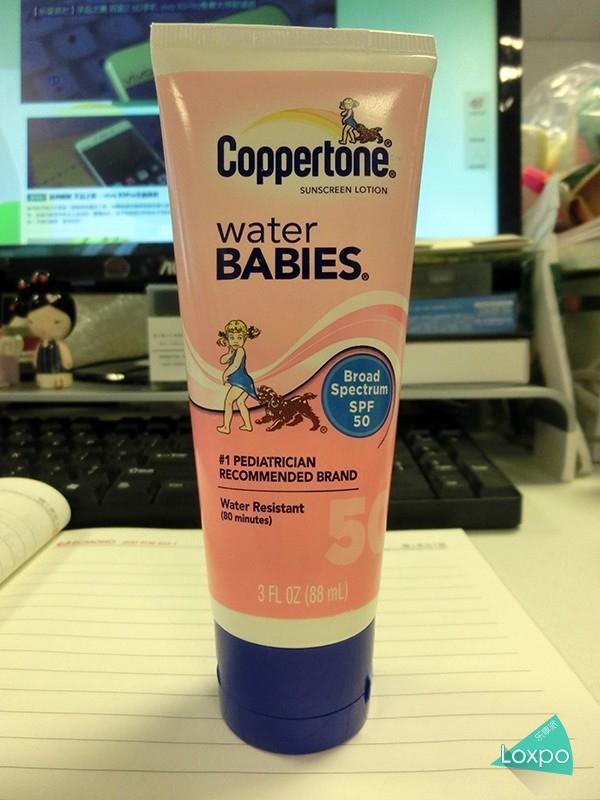 Coppertone®
SUNSCREEN LOTION
water
BABIES®
Broad
Spectrum
SPF
50
#1 PEDIATRICIAN
RECOMMENDED BRAND
Water Resistant
(80 minutes)
50
3 FL OZ (88 mL)
乐享派
Loxpo